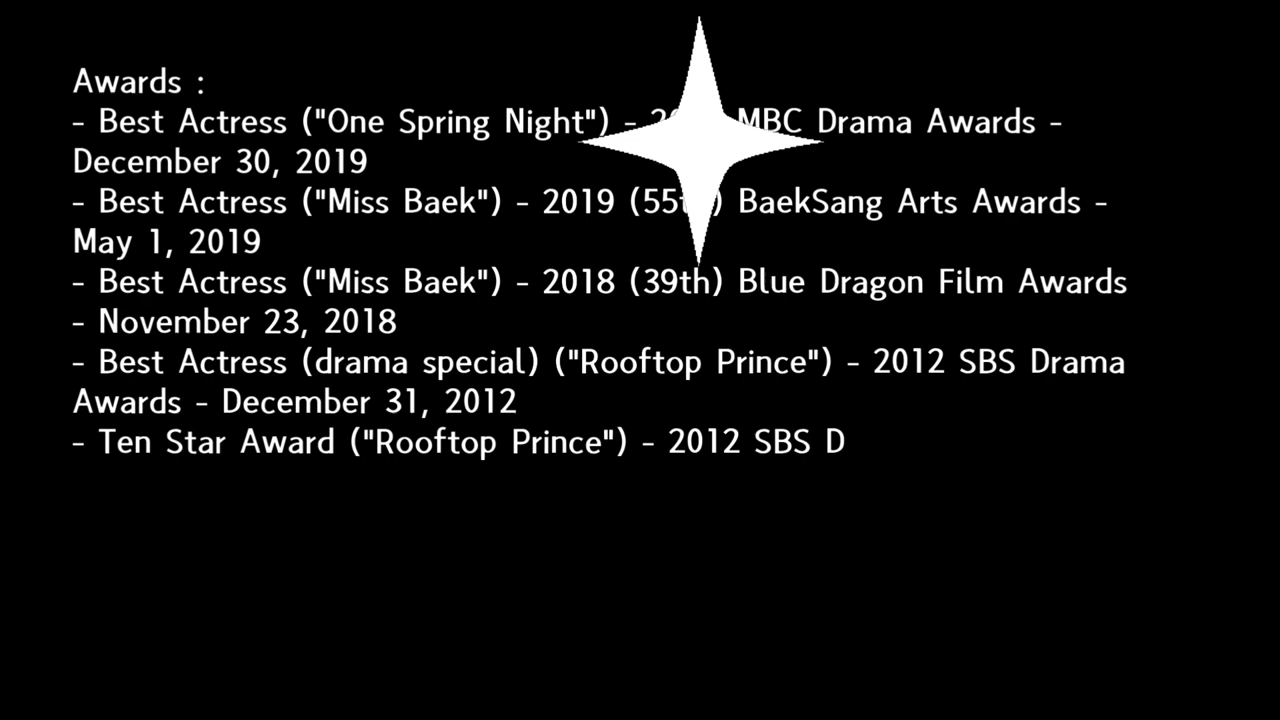 Awards :
- Best Actress ("One Spring Night") - MBC Drama Awards -
December 30, 2019
- Best Actress ("Miss Baek") - 2019 BaekSang Arts Awards -
May 1, 2019
- Best Actress ("Miss Baek") - 2018 (39th) Blue Dragon Film Awards
- November 23, 2018
- Best Actress (drama special) ("Rooftop Prince") - 2012 SBS Drama
Awards - December 31, 2012
- Ten Star Award ("Rooftop Prince") - 2012 SBS D